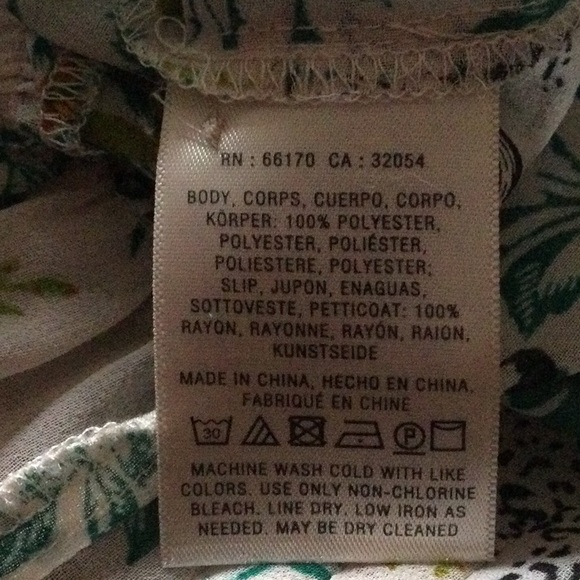 RN : 66170 CA : 32054
BODY, CORPS, CUERPO, CORPO,
KÖRPER: 100% POLYESTER,
POLYESTER, POLIÉSTER,
POLIESTERE, POLYESTER;
SLIP, JUPON, ENAGUAS,
SOTTOVESTE, PETTICOAT: 100%
RAYON, RAYONNE, RAYÓN, RAION,
KUNSTSEIDE
MADE IN CHINA, HECHO EN CHINA.
FABRIQUÉ EN CHINE
30 P
MACHINE WASH COLD WITH LIKE
COLORS. USE ONLY NON-CHLORINE
BLEACH. LINE DRY. LOW IRON AS
NEEDED. MAY BE DRY CLEANED